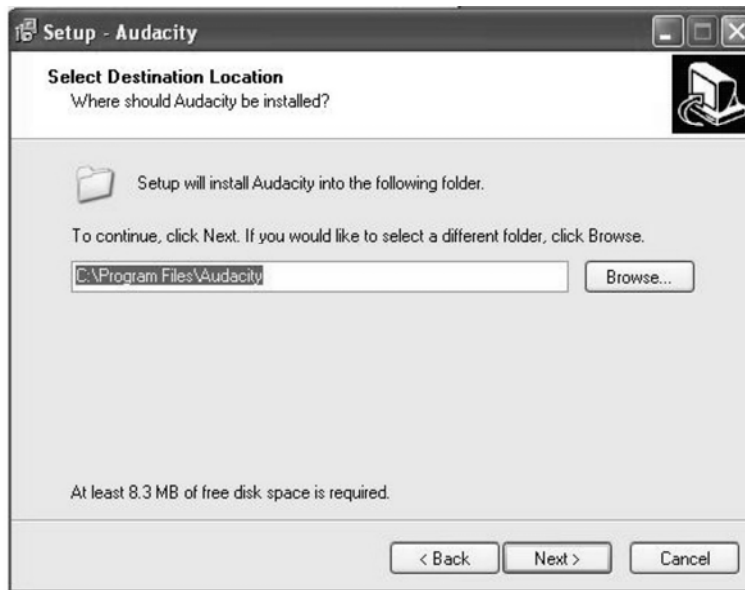 Setup - Audacity
Select Destination Location
Where should Audacity be installed?
Setup will install Audacity into the following folder.
To continue, click Next. If you would like to select a different folder, click Browse.
C:\Program Files\Audacity
Browse...
At least 8.3 MB of free disk space is required.
< Back
Next >
Cancel